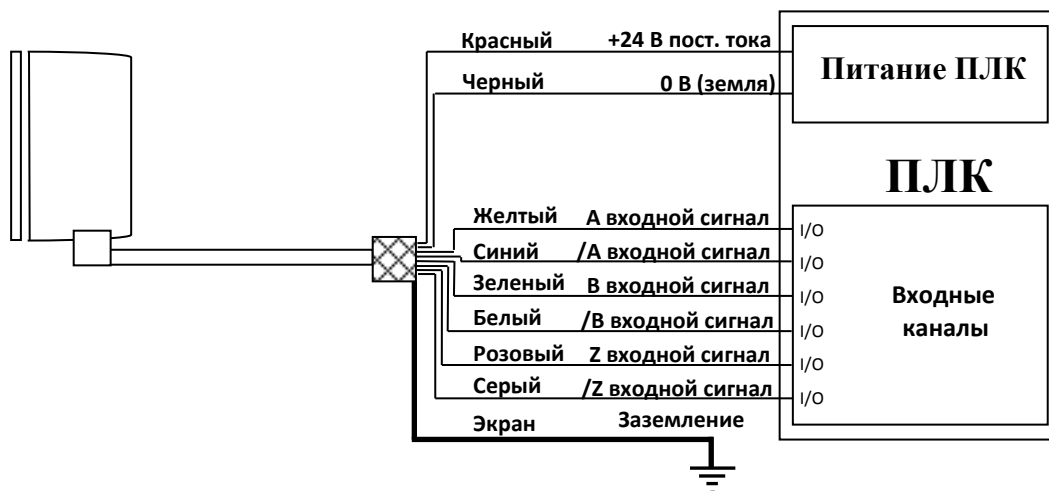 Красный +24 В пост. тока
Питание ПЛК
Черный 0 В (земля)
ПЛК
Желтый А входной сигнал I/O
Синий /А входной сигнал I/O
Зеленый В входной сигнал I/O
Входные
каналы
Белый /В входной сигнал I/O
Розовый Z входной сигнал I/O
Серый /Z входной сигнал I/O
Экран Заземление